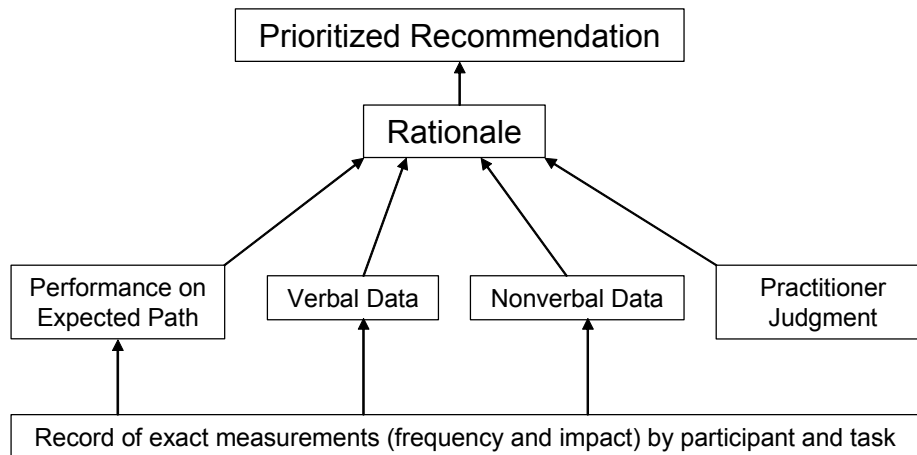 Prioritized Recommendation
Rationale
Performance on
Expected Path
Verbal Data
Nonverbal Data
Practitioner
Judgment
Record of exact measurements (frequency and impact) by participant and task